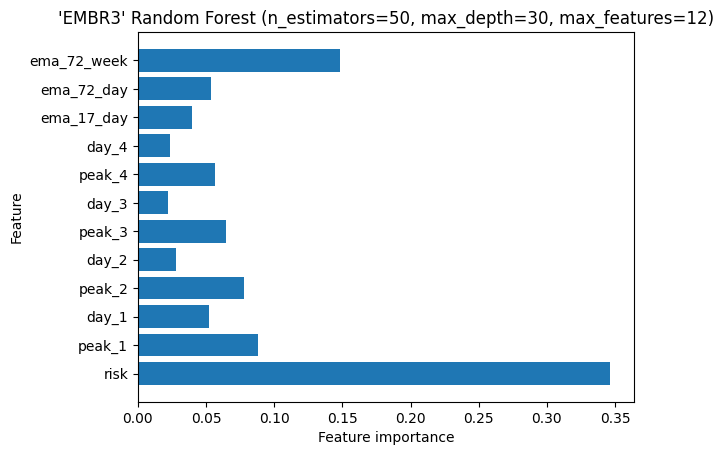 'EMBR3' Random Forest (n_estimators=50, max_depth=30, max_features=12)
Feature
ema_72_week
ema_72_day
ema_17_day
day_4
peak_4
day_3
peak_3
day_2
peak_2
day_1
peak_1
risk
0.00 0.05 0.10 0.15 0.20 0.25 0.30 0.35
Feature importance